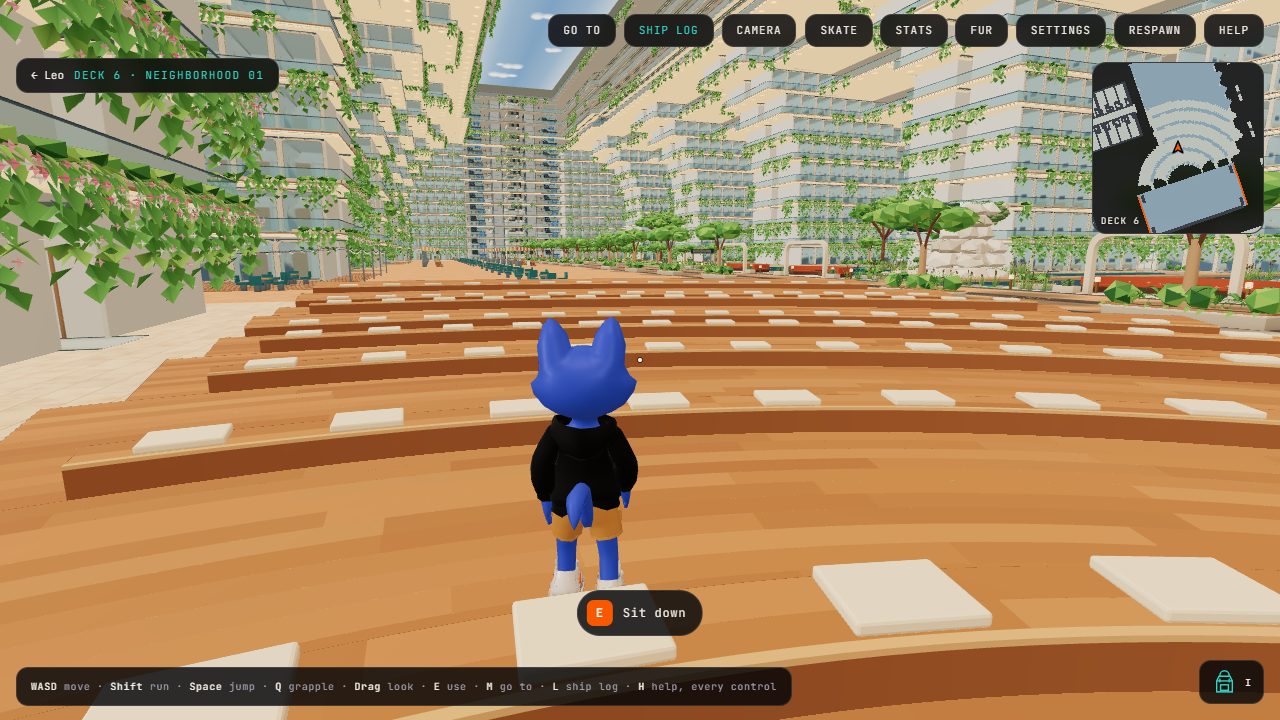 GO TO
SHIP LOG
CAMERA
SKATE
STATS
FUR
SETTINGS
RESPAWN
HELP
← Leo DECK 6 · NEIGHBORHOOD 01
DECK 6
E Sit down
WASD move · Shift run · Space jump · Q grapple · Drag look · E use · M go to · L ship log · H help, every control
I